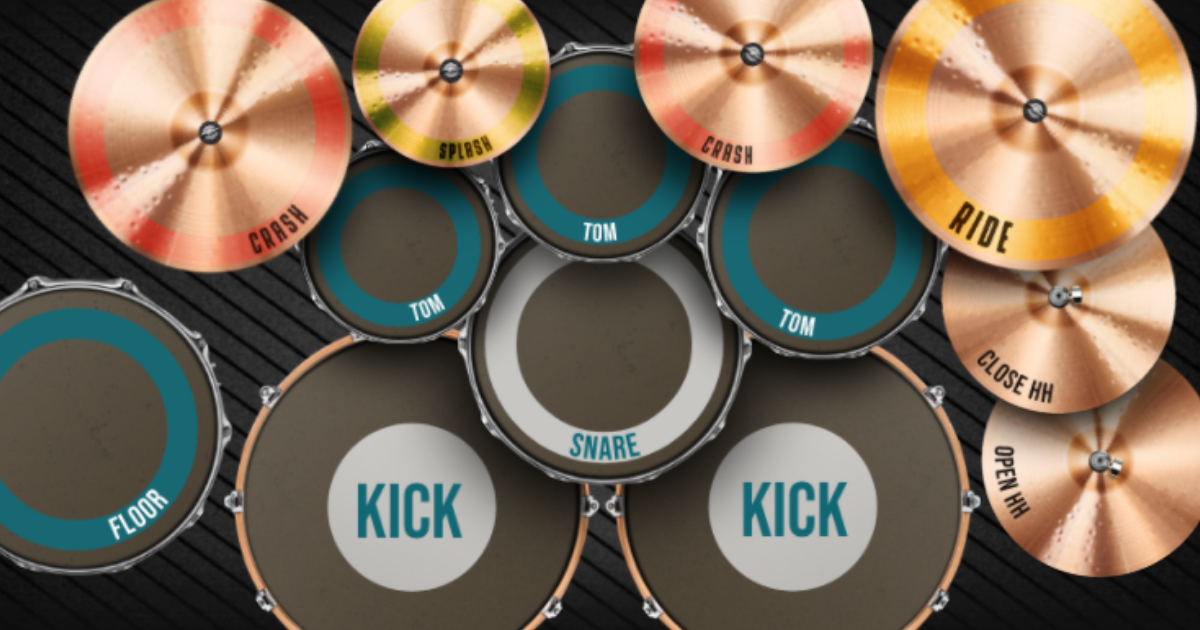 SPLASH
CRASH
CRASH
RIDE
TOM
TOM
TOM
CLOSE HH
SNARE
OPEN HH
FLOOR
KICK
KICK